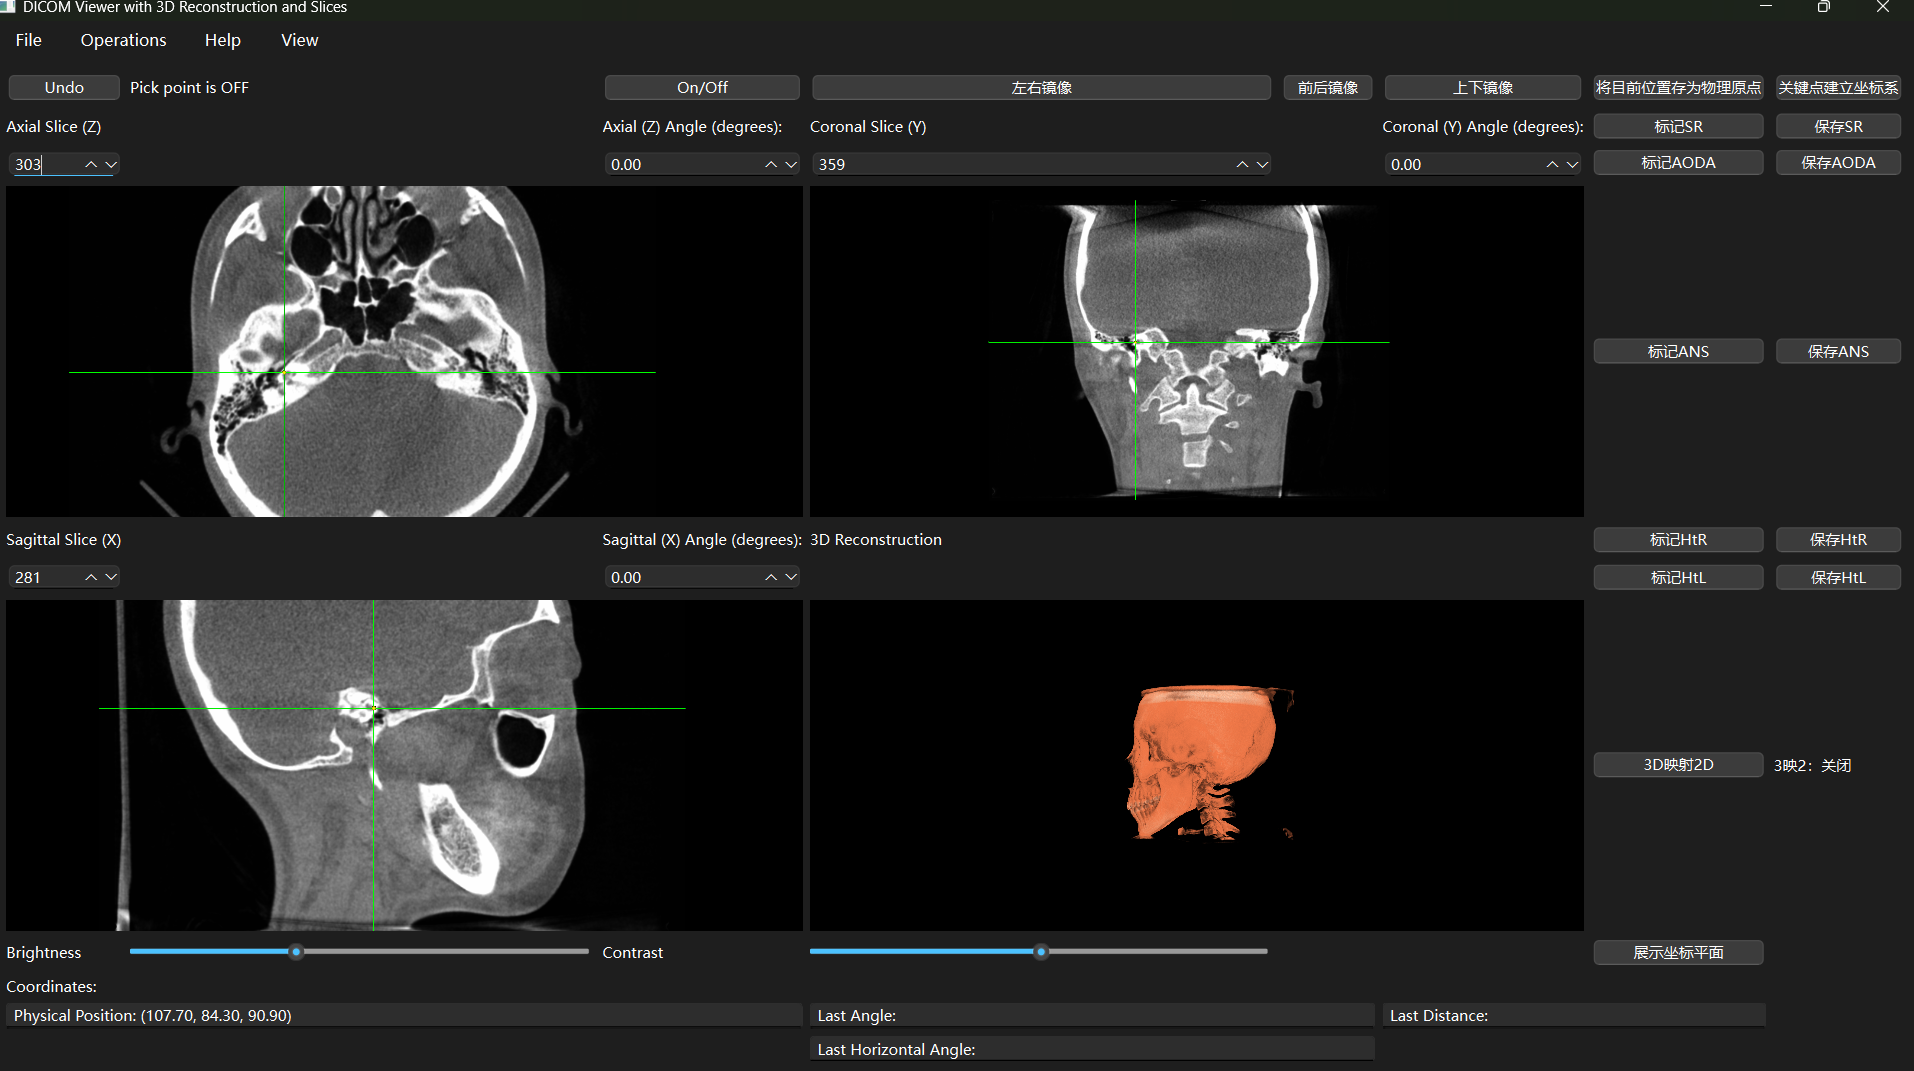 DICOM Viewer with 3D Reconstruction and Slices
File Operations Help View
Undo Pick point is OFF On/Off 左右镜像 前后镜像 上下镜像 将目前位置存为物理原点 关键点建立坐标系
Axial Slice (Z) Axial (Z) Angle (degrees): Coronal Slice (Y) Coronal (Y) Angle (degrees): 标记SR 保存SR
303 0.00 359 0.00 标记AODA 保存AODA
标记ANS 保存ANS
Sagittal Slice (X) Sagittal (X) Angle (degrees): 3D Reconstruction 标记HtR 保存HtR
281 0.00 标记HtL 保存HtL
3D映射2D 3映2：关闭
Brightness Contrast 展示坐标平面
Coordinates:
Physical Position: (107.70, 84.30, 90.90) Last Angle: Last Distance:
Last Horizontal Angle: